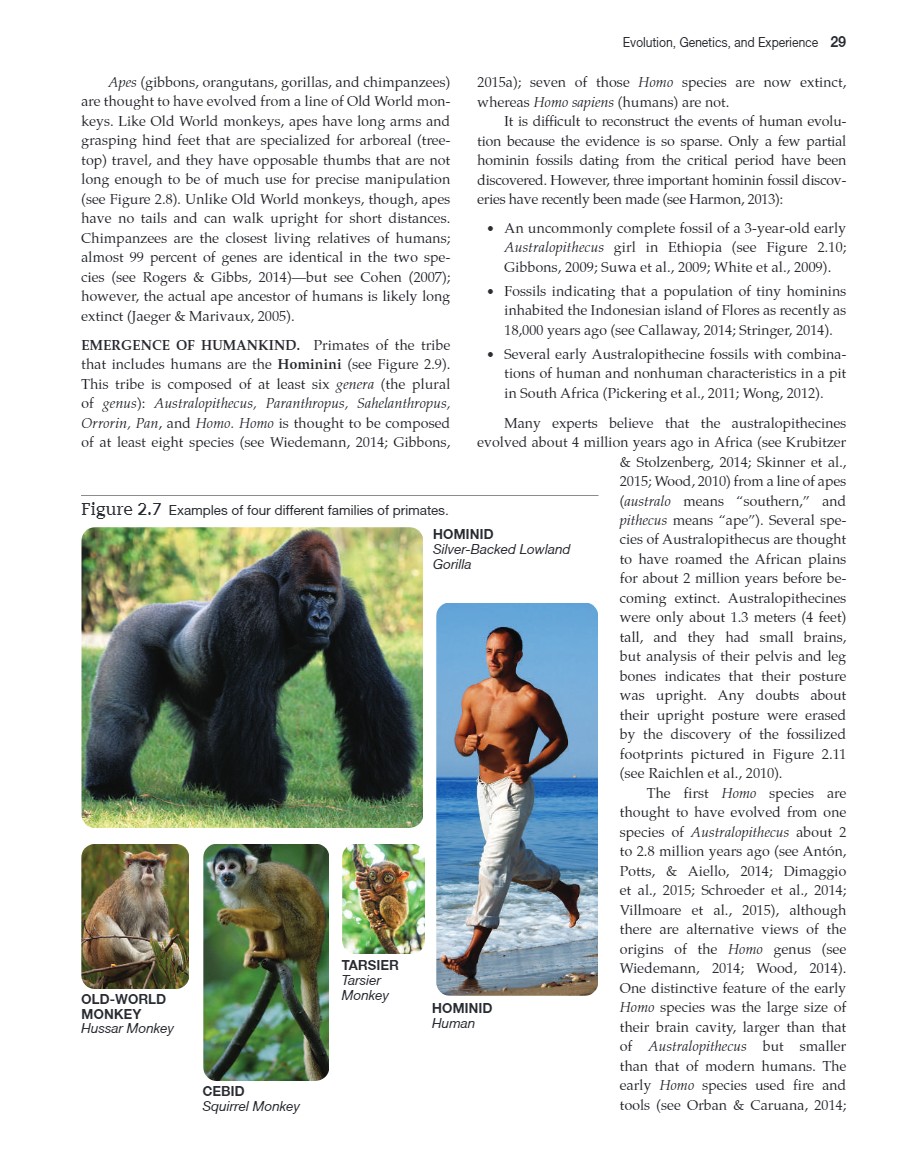 Evolution, Genetics, and Experience 29
Apes (gibbons, orangutans, gorillas, and chimpanzees)
are thought to have evolved from a line of Old World mon-
keys. Like Old World monkeys, apes have long arms and
grasping hind feet that are specialized for arboreal (tree-
top) travel, and they have opposable thumbs that are not
long enough to be of much use for precise manipulation
(see Figure 2.8). Unlike Old World monkeys, though, apes
have no tails and can walk upright for short distances.
Chimpanzees are the closest living relatives of humans;
almost 99 percent of genes are identical in the two spe-
cies (see Rogers & Gibbs, 2014)—but see Cohen (2007);
however, the actual ape ancestor of humans is likely long
extinct (Jaeger & Marivaux, 2005).
EMERGENCE OF HUMANKIND. Primates of the tribe
that includes humans are the Hominini (see Figure 2.9).
This tribe is composed of at least six genera (the plural
of genus): Australopithecus, Paranthropus, Sahelanthropus,
Orrorin, Pan, and Homo. Homo is thought to be composed
of at least eight species (see Wiedemann, 2014; Gibbons,
2015a); seven of those Homo species are now extinct,
whereas Homo sapiens (humans) are not.
It is difficult to reconstruct the events of human evolu-
tion because the evidence is so sparse. Only a few partial
hominin fossils dating from the critical period have been
discovered. However, three important hominin fossil discov-
eries have recently been made (see Harmon, 2013):
• An uncommonly complete fossil of a 3-year-old early
Australopithecus girl in Ethiopia (see Figure 2.10;
Gibbons, 2009; Suwa et al., 2009; White et al., 2009).
• Fossils indicating that a population of tiny hominins
inhabited the Indonesian island of Flores as recently as
18,000 years ago (see Callaway, 2014; Stringer, 2014).
• Several early Australopithecine fossils with combina-
tions of human and nonhuman characteristics in a pit
in South Africa (Pickering et al., 2011; Wong, 2012).
Many experts believe that the australopithecines
evolved about 4 million years ago in Africa (see Krubitzer
& Stolzenberg, 2014; Skinner et al.,
2015; Wood, 2010) from a line of apes
(australo means “southern,” and
pithecus means “ape”). Several spe-
cies of Australopithecus are thought
to have roamed the African plains
for about 2 million years before be-
coming extinct. Australopithecines
were only about 1.3 meters (4 feet)
tall, and they had small brains,
but analysis of their pelvis and leg
bones indicates that their posture
was upright. Any doubts about
their upright posture were erased
by the discovery of the fossilized
footprints pictured in Figure 2.11
(see Raichlen et al., 2010).
The first Homo species are
thought to have evolved from one
species of Australopithecus about 2
to 2.8 million years ago (see Antón,
Potts, & Aiello, 2014; Dimaggio
et al., 2015; Schroeder et al., 2014;
Villmoare et al., 2015), although
there are alternative views of the
origins of the Homo genus (see
Wiedemann, 2014; Wood, 2014).
One distinctive feature of the early
Homo species was the large size of
their brain cavity, larger than that
of Australopithecus but smaller
than that of modern humans. The
early Homo species used fire and
tools (see Orban & Caruana, 2014;
Figure 2.7 Examples of four different families of primates.
HOMINID
Silver-Backed Lowland
Gorilla
OLD-WORLD
MONKEY
Hussar Monkey
CEBID
Squirrel Monkey
TARSIER
Tarsier
Monkey
HOMINID
Human